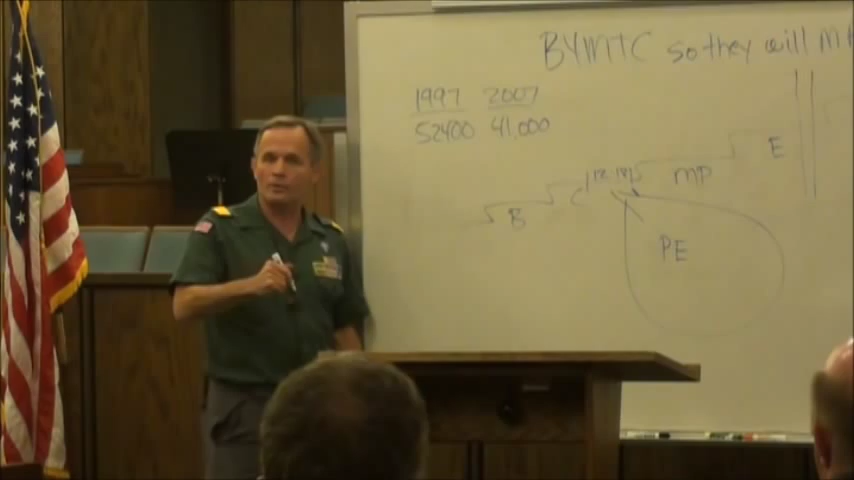 BYMTC so they will
1997 2007
52400 41,000
E
MP
B C
PE